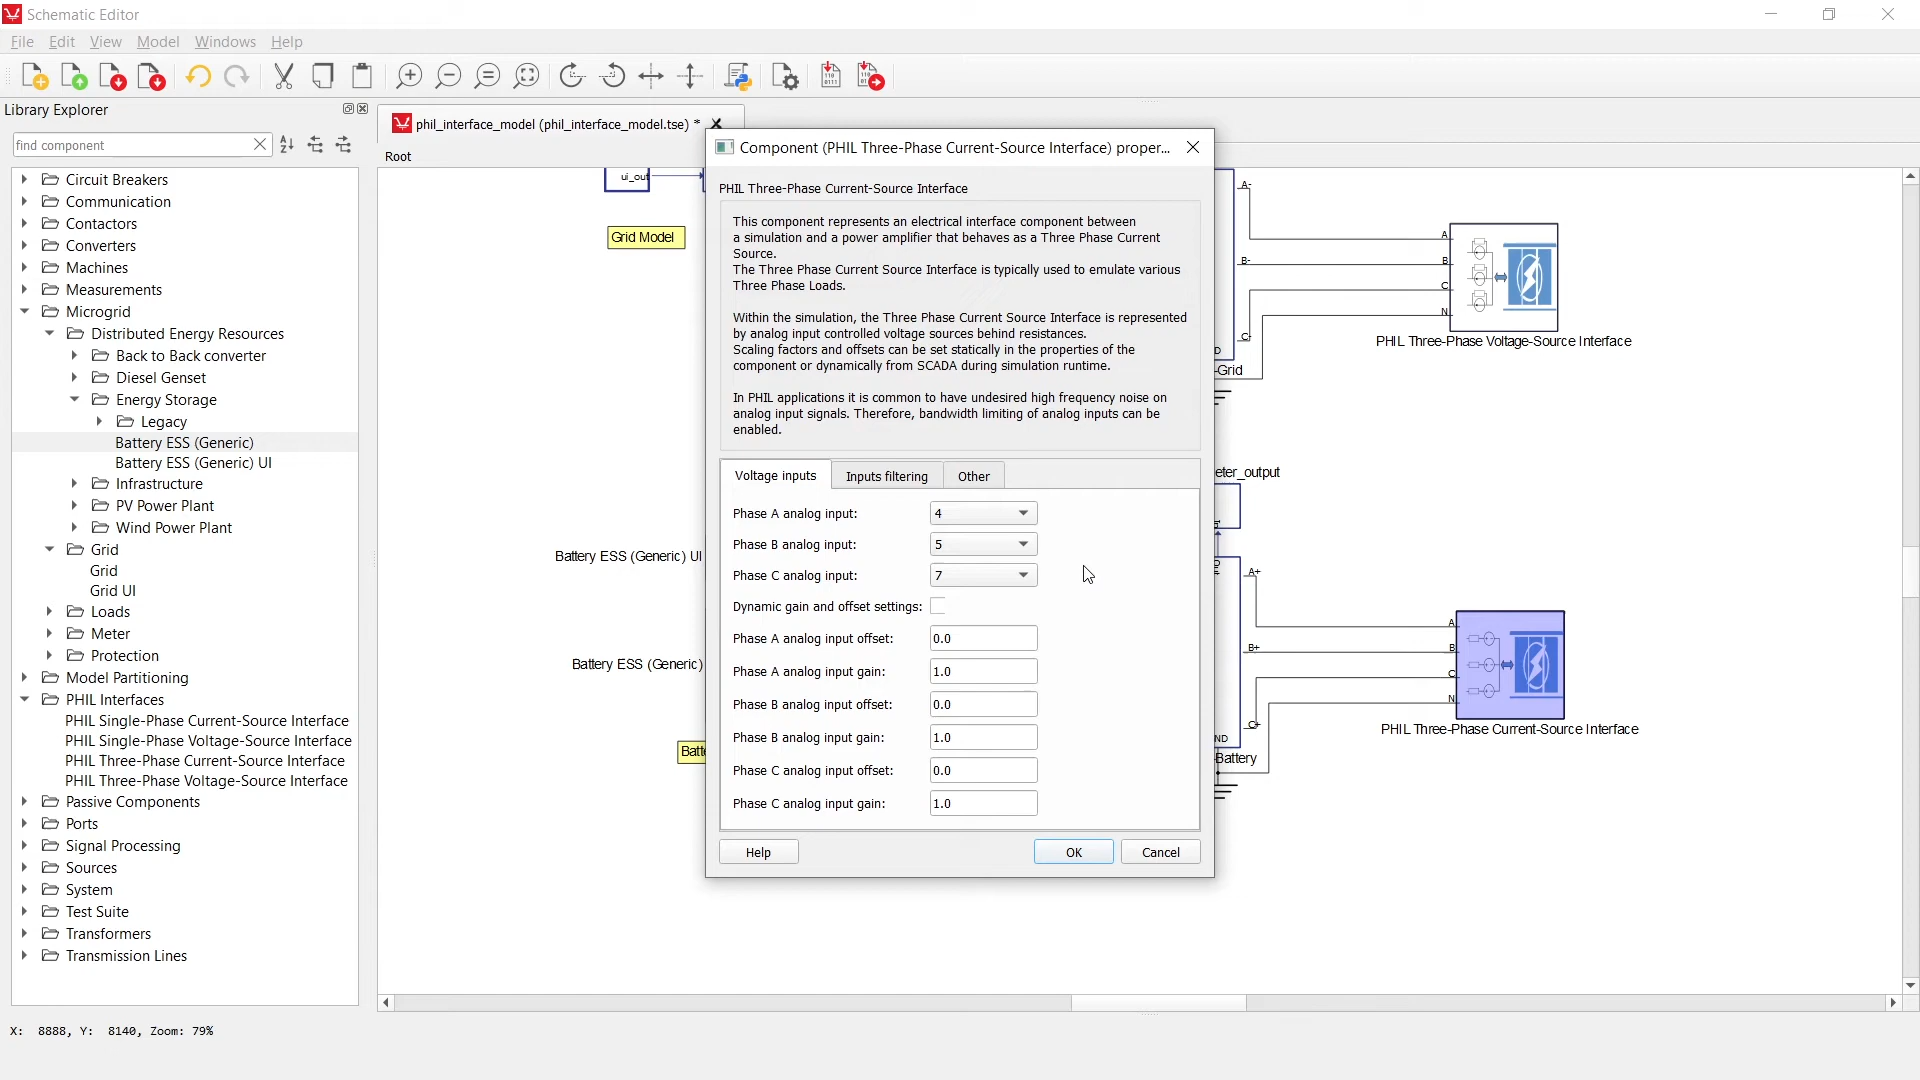 Schematic Editor
File Edit View Model Windows Help
Library Explorer
find component
Circuit Breakers
Communication
Contactors
Converters
Machines
Measurements
Microgrid
Distributed Energy Resources
Back to Back converter
Diesel Genset
Energy Storage
Legacy
Battery ESS (Generic)
Battery ESS (Generic) UI
Infrastructure
PV Power Plant
Wind Power Plant
Grid
Grid
Grid UI
Loads
Meter
Protection
Model Partitioning
PHIL Interfaces
PHIL Single-Phase Current-Source Interface
PHIL Single-Phase Voltage-Source Interface
PHIL Three-Phase Current-Source Interface
PHIL Three-Phase Voltage-Source Interface
Passive Components
Ports
Signal Processing
Sources
System
Test Suite
Transformers
Transmission Lines
X: 8888, Y: 8140, Zoom: 79%
phil_interface_model (phil_interface_model.tse) *
Root
ui_out
Grid Model
Battery ESS (Generic) UI
Battery ESS (Generic)
Batte
Component (PHIL Three-Phase Current-Source Interface) proper...
PHIL Three-Phase Current-Source Interface
This component represents an electrical interface component between
a simulation and a power amplifier that behaves as a Three Phase Current
Source.
The Three Phase Current Source Interface is typically used to emulate various
Three Phase Loads.
Within the simulation, the Three Phase Current Source Interface is represented
by analog input controlled voltage sources behind resistances.
Scaling factors and offsets can be set statically in the properties of the
component or dynamically from SCADA during simulation runtime.
In PHIL applications it is common to have undesired high frequency noise on
analog input signals. Therefore, bandwidth limiting of analog inputs can be
enabled.
Voltage inputs Inputs filtering Other
Phase A analog input: 4
Phase B analog input: 5
Phase C analog input: 7
Dynamic gain and offset settings:
Phase A analog input offset: 0.0
Phase A analog input gain: 1.0
Phase B analog input offset: 0.0
Phase B analog input gain: 1.0
Phase C analog input offset: 0.0
Phase C analog input gain: 1.0
Help OK Cancel
A-
B-
C-
D
-Grid
A
B
C
N
PHIL Three-Phase Voltage-Source Interface
eter_output
A+
B+
C+
ND
-Battery
A
B
C
N
PHIL Three-Phase Current-Source Interface